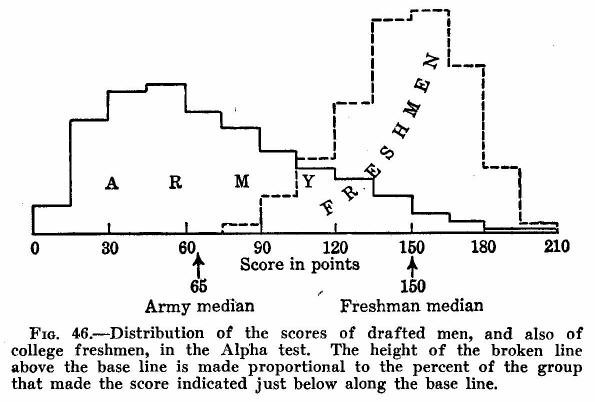 A R M Y
F R E S H M E N
0 30 60 90 120 150 180 210
Score in points
65 150
Army median Freshman median
FIG. 46.—Distribution of the scores of drafted men, and also of
college freshmen, in the Alpha test. The height of the broken line
above the base line is made proportional to the percent of the group
that made the score indicated just below along the base line.